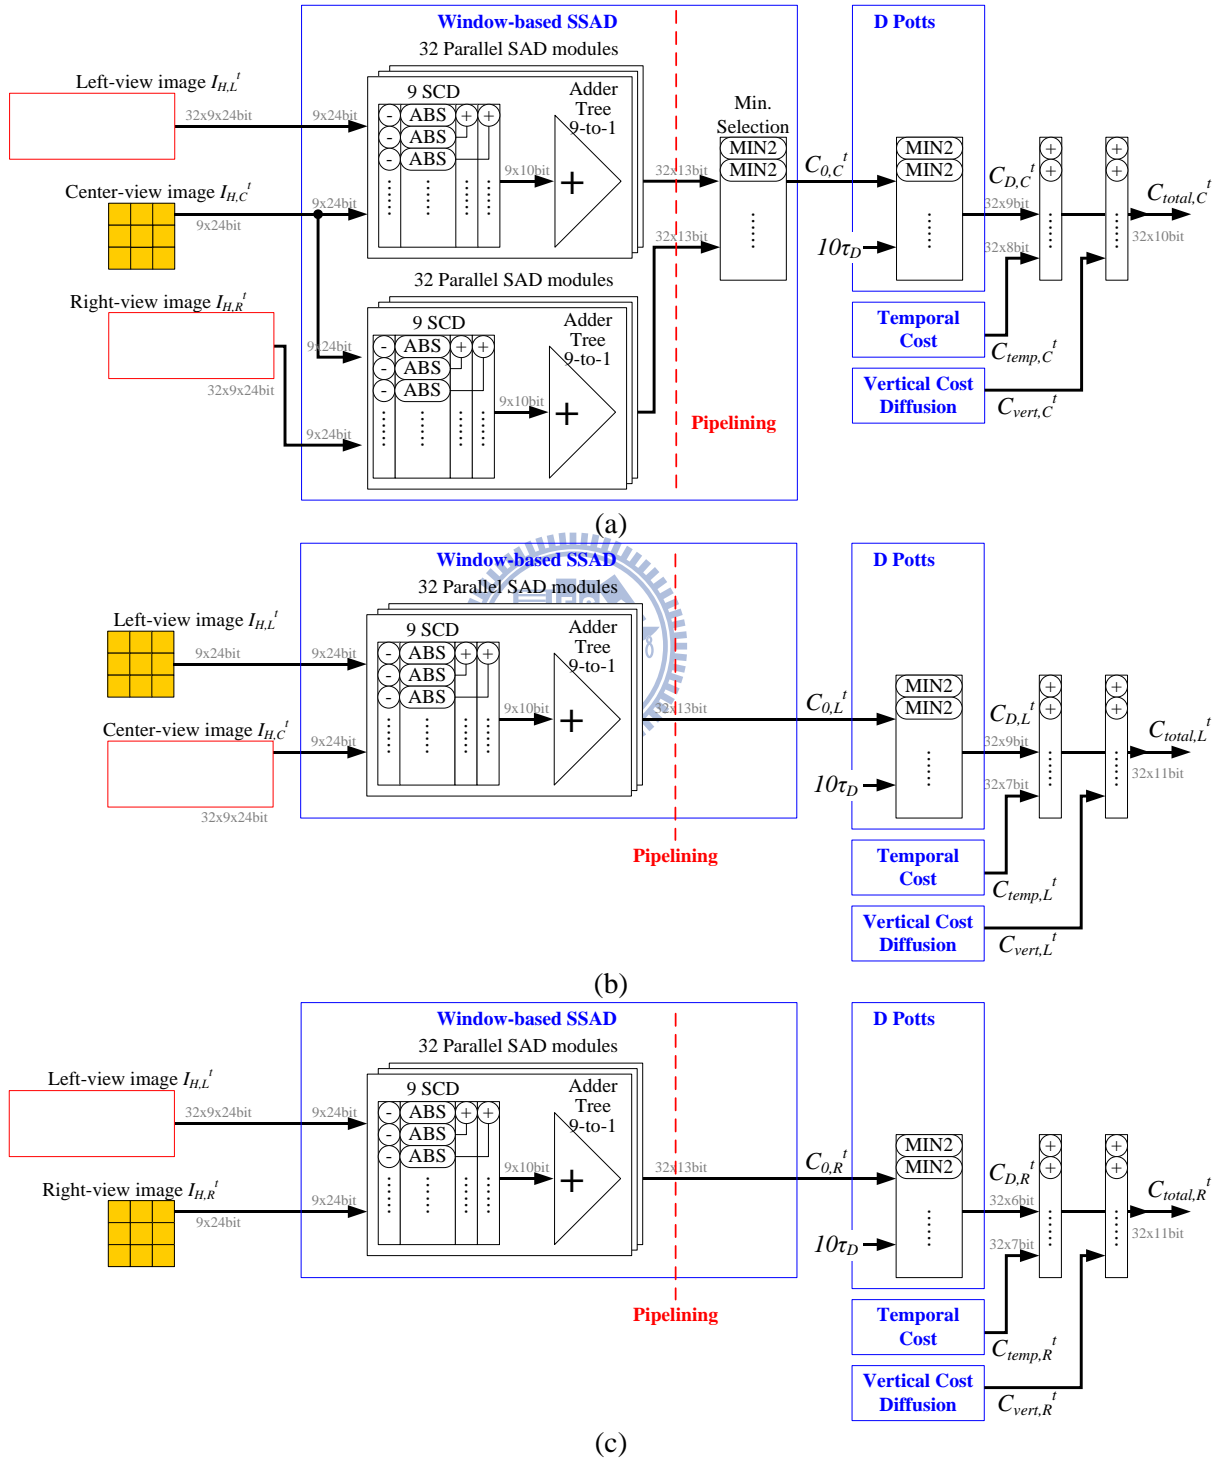 Window-based SSAD
D Potts
32 Parallel SAD modules
Left-view image I_{H,L}^t
32x9x24bit
9x24bit
9 SCD
Adder
Tree
9-to-1
- ABS + +
- ABS
- ABS
9x10bit
+
32x13bit
Min.
Selection
MIN2
MIN2
C_{0,C}^t
MIN2
MIN2
10τ_D
C_{D,C}^t
32x9bit
32x8bit
+ +
+ +
C_{total,C}^t
32x10bit
Center-view image I_{H,C}^t
9x24bit
9x24bit
32x13bit
Right-view image I_{H,R}^t
32x9x24bit
32 Parallel SAD modules
9 SCD
Adder
Tree
9-to-1
9x24bit
- ABS + +
- ABS
- ABS
9x10bit
+
9x24bit
Pipelining
Temporal
Cost
C_{temp,C}^t
Vertical Cost
Diffusion
C_{vert,C}^t
(a)
Window-based SSAD
D Potts
32 Parallel SAD modules
Left-view image I_{H,L}^t
9x24bit
9x24bit
9 SCD
Adder
Tree
9-to-1
- ABS + +
- ABS
- ABS
9x10bit
+
32x13bit
C_{0,L}^t
MIN2
MIN2
10τ_D
C_{D,L}^t
32x9bit
32x7bit
+ +
+ +
C_{total,L}^t
32x11bit
Center-view image I_{H,C}^t
9x24bit
32x9x24bit
Pipelining
Temporal
Cost
C_{temp,L}^t
Vertical Cost
Diffusion
C_{vert,L}^t
(b)
Window-based SSAD
D Potts
32 Parallel SAD modules
Left-view image I_{H,L}^t
32x9x24bit
9x24bit
9 SCD
Adder
Tree
9-to-1
- ABS + +
- ABS
- ABS
9x10bit
+
32x13bit
C_{0,R}^t
MIN2
MIN2
10τ_D
C_{D,R}^t
32x6bit
32x7bit
+ +
+ +
C_{total,R}^t
32x11bit
Right-view image I_{H,R}^t
9x24bit
9x24bit
Pipelining
Temporal
Cost
C_{temp,R}^t
Vertical Cost
Diffusion
C_{vert,R}^t
(c)